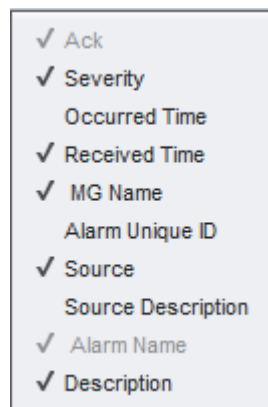 Ack
Severity
Occurred Time
Received Time
MG Name
Alarm Unique ID
Source
Source Description
Alarm Name
Description